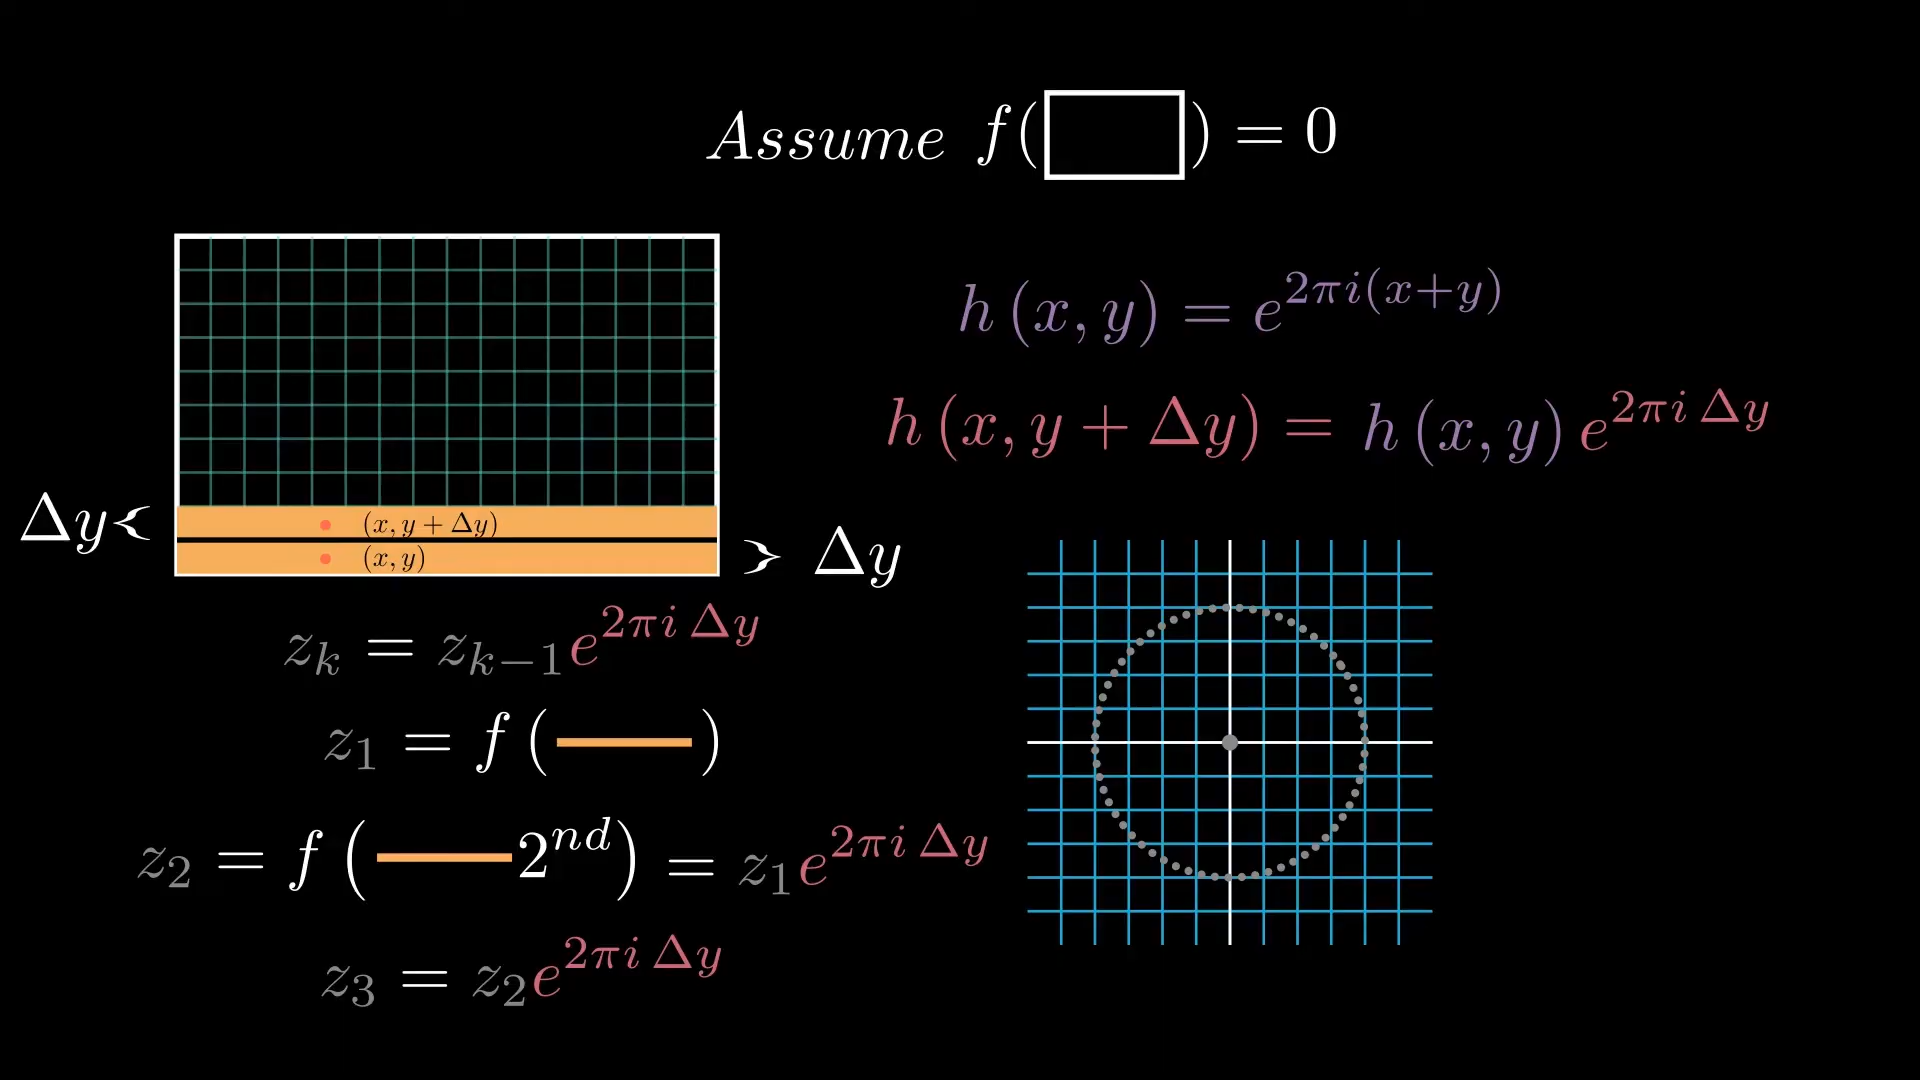 Assume f(▭) = 0
h(x, y) = e^{2πi(x+y)}
h(x, y + Δy) = h(x, y) e^{2πi Δy}
Δy
(x, y + Δy)
(x, y)
Δy
z_k = z_{k−1}e^{2πi Δy}
z_1 = f(—)
z_2 = f(— 2^{nd}) = z_1e^{2πi Δy}
z_3 = z_2e^{2πi Δy}